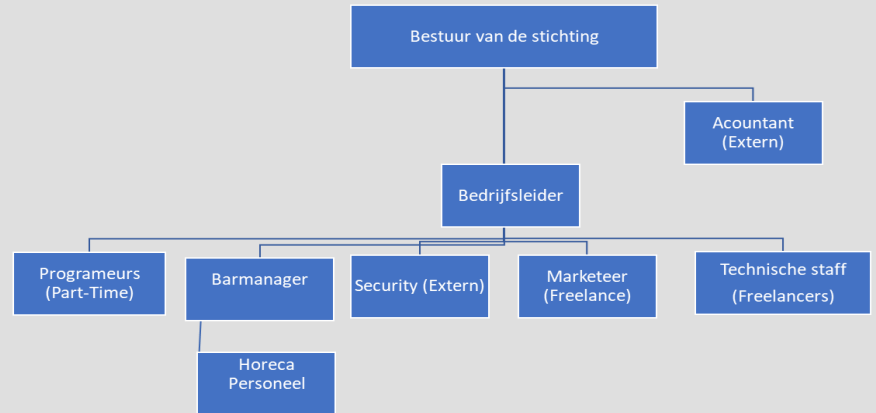 Bestuur van de stichting
Acountant
(Extern)
Bedrijfsleider
Programeurs
(Part-Time)
Barmanager
Security (Extern)
Marketeer
(Freelance)
Technische staff
(Freelancers)
Horeca
Personeel